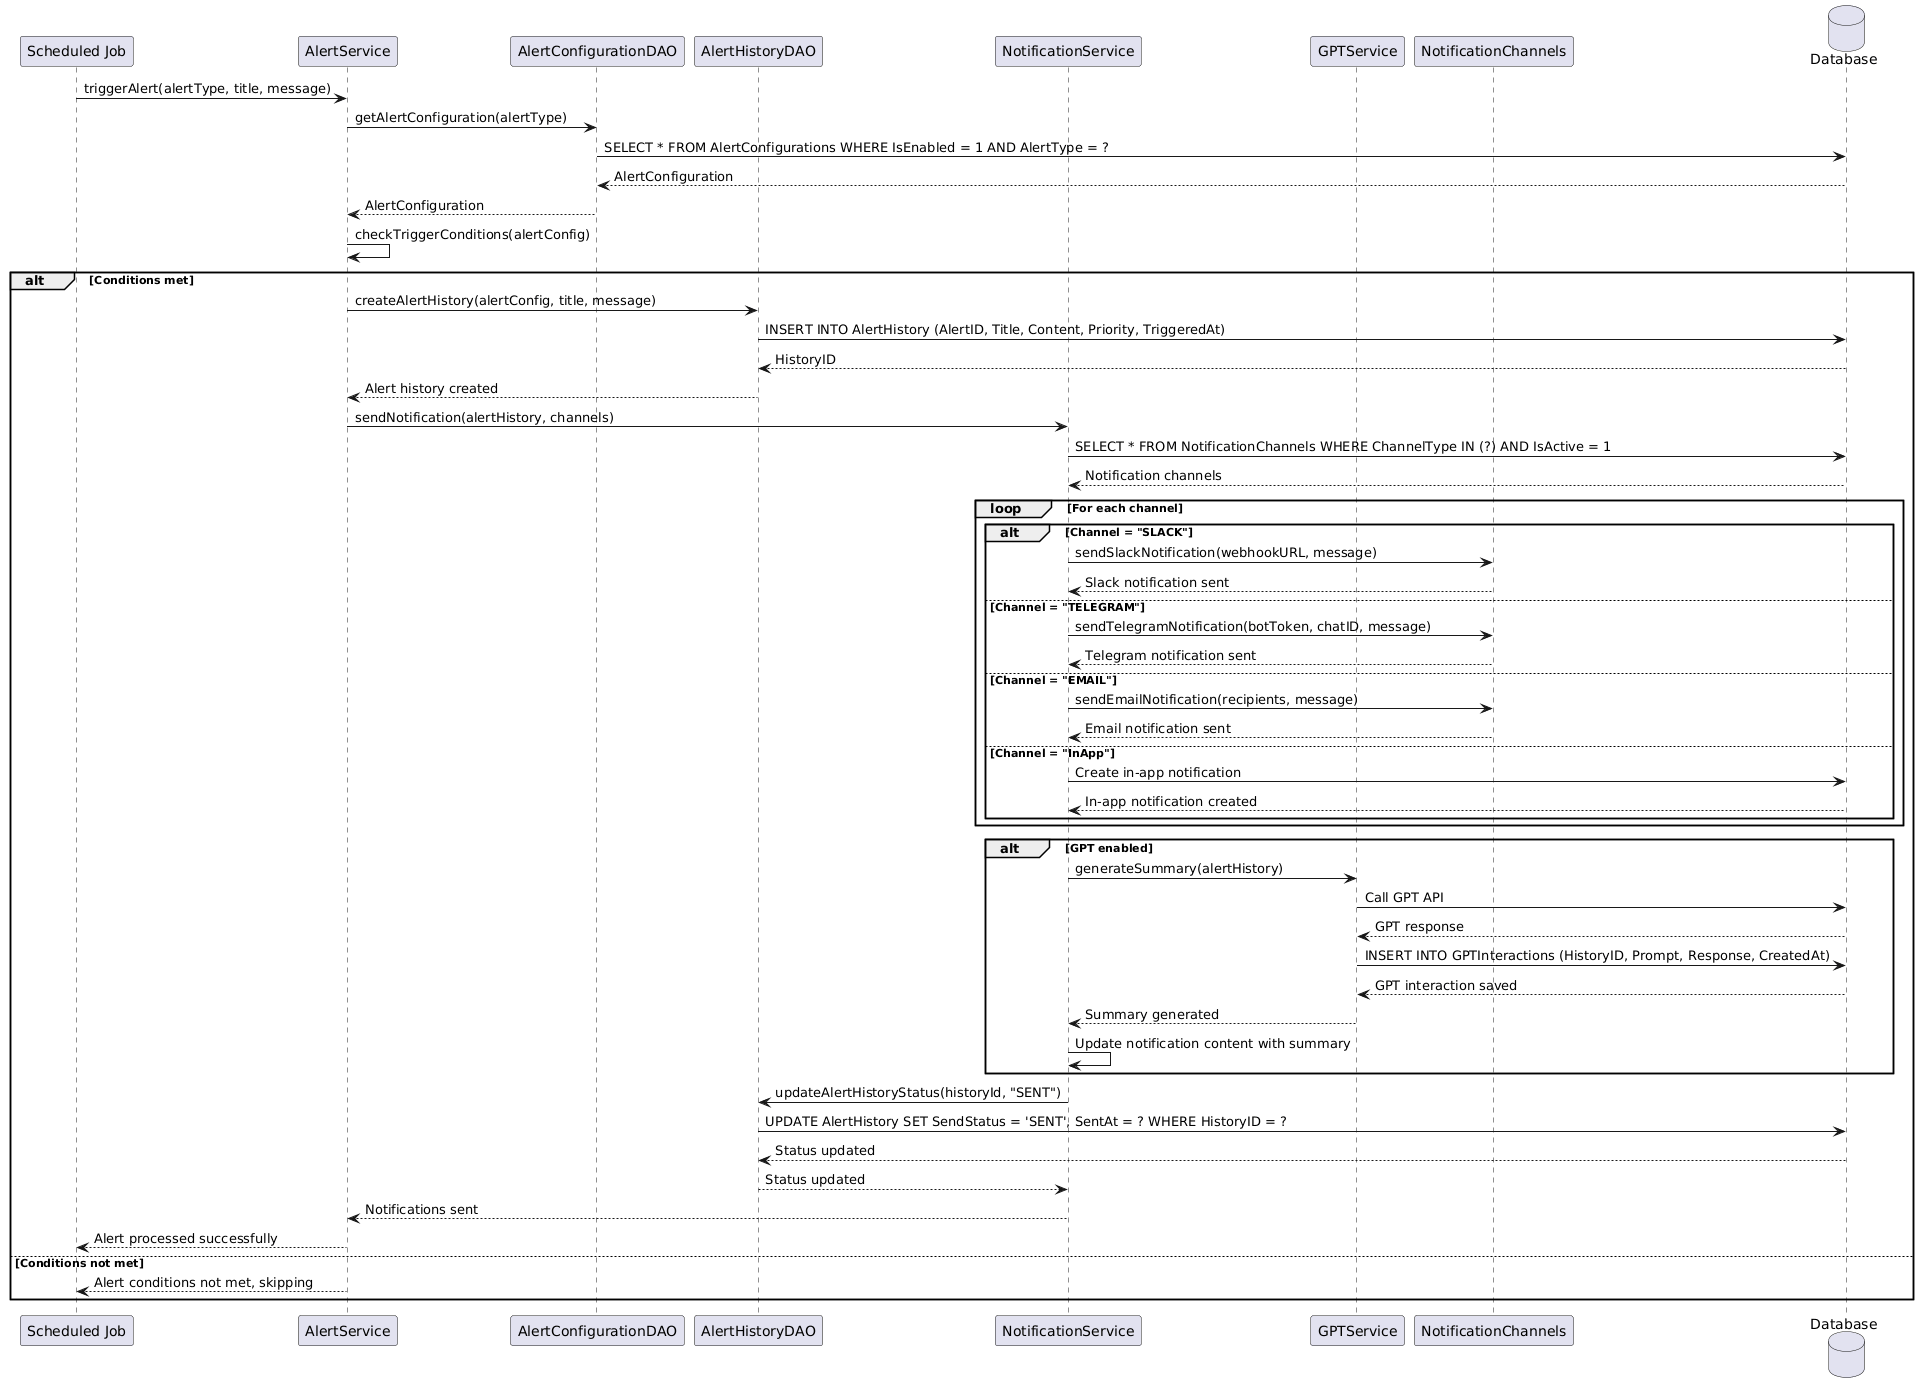 Scheduled Job
AlertService
AlertConfigurationDAO
AlertHistoryDAO
NotificationService
GPTService
NotificationChannels
Database
triggerAlert(alertType, title, message)
getAlertConfiguration(alertType)
SELECT * FROM AlertConfigurations WHERE IsEnabled = 1 AND AlertType = ?
AlertConfiguration
AlertConfiguration
checkTriggerConditions(alertConfig)
alt [Conditions met]
createAlertHistory(alertConfig, title, message)
INSERT INTO AlertHistory (AlertID, Title, Content, Priority, TriggeredAt)
HistoryID
Alert history created
sendNotification(alertHistory, channels)
SELECT * FROM NotificationChannels WHERE ChannelType IN (?) AND IsActive = 1
Notification channels
loop [For each channel]
alt [Channel = "SLACK"]
sendSlackNotification(webhookURL, message)
Slack notification sent
[Channel = "TELEGRAM"]
sendTelegramNotification(botToken, chatID, message)
Telegram notification sent
[Channel = "EMAIL"]
sendEmailNotification(recipients, message)
Email notification sent
[Channel = "InApp"]
Create in-app notification
In-app notification created
alt [GPT enabled]
generateSummary(alertHistory)
Call GPT API
GPT response
INSERT INTO GPTInteractions (HistoryID, Prompt, Response, CreatedAt)
GPT interaction saved
Summary generated
Update notification content with summary
updateAlertHistoryStatus(historyId, "SENT")
UPDATE AlertHistory SET SendStatus = 'SENT', SentAt = ? WHERE HistoryID = ?
Status updated
Status updated
Notifications sent
Alert processed successfully
[Conditions not met]
Alert conditions not met, skipping
Scheduled Job
AlertService
AlertConfigurationDAO
AlertHistoryDAO
NotificationService
GPTService
NotificationChannels
Database